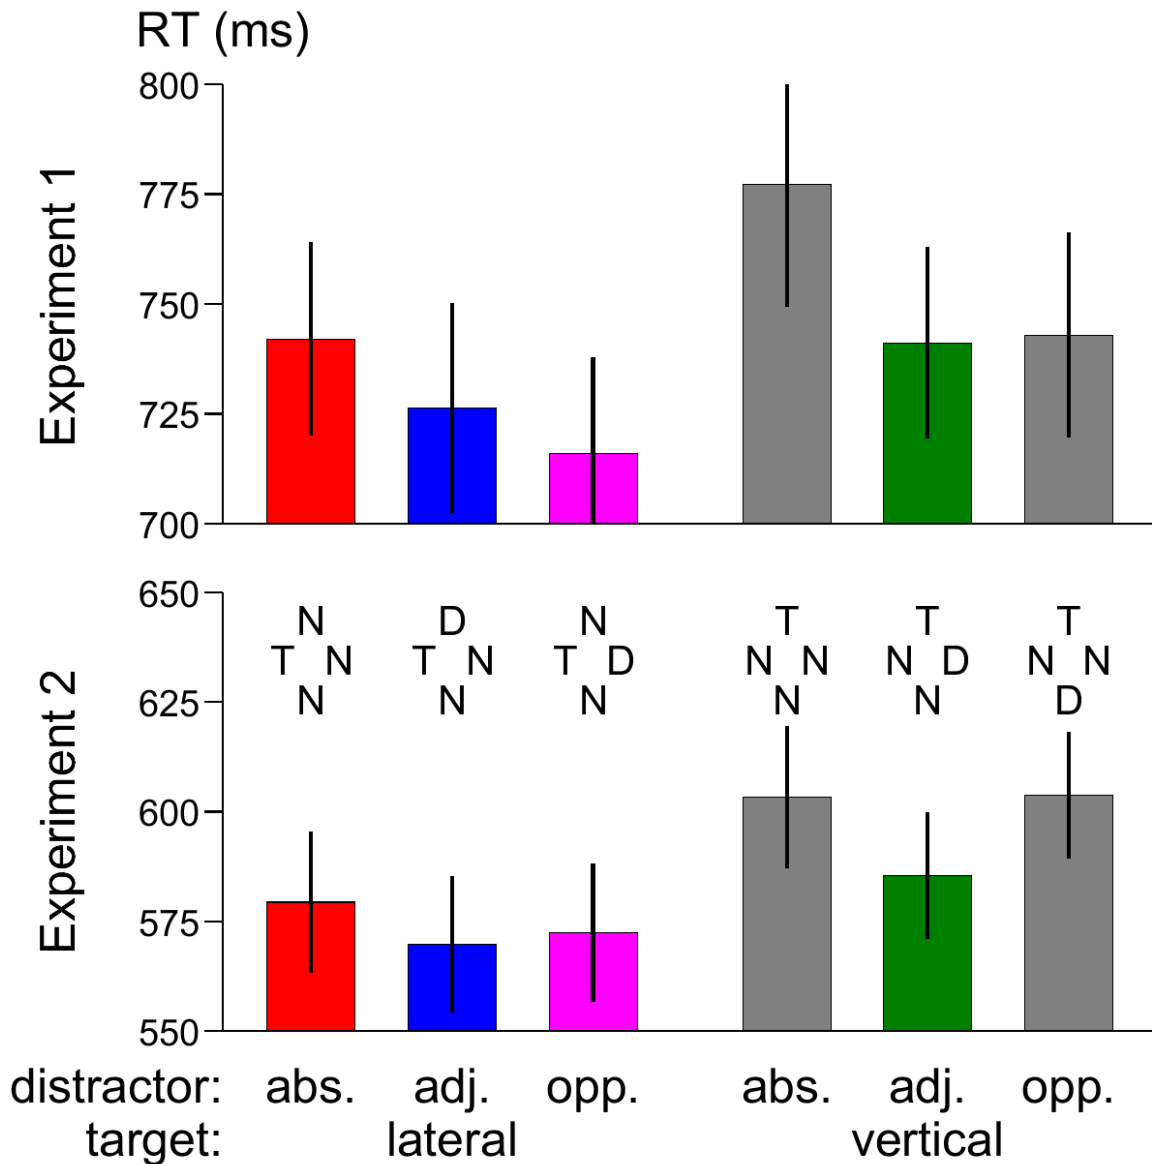 RT (ms)
Experiment 1
800
775
750
725
700
Experiment 2
650
625
600
575
550
N
T N
N
D
T N
N
N
T D
N
T
N N
N
T
N D
N
T
N N
D
distractor: abs. adj. opp. abs. adj. opp.
target: lateral vertical